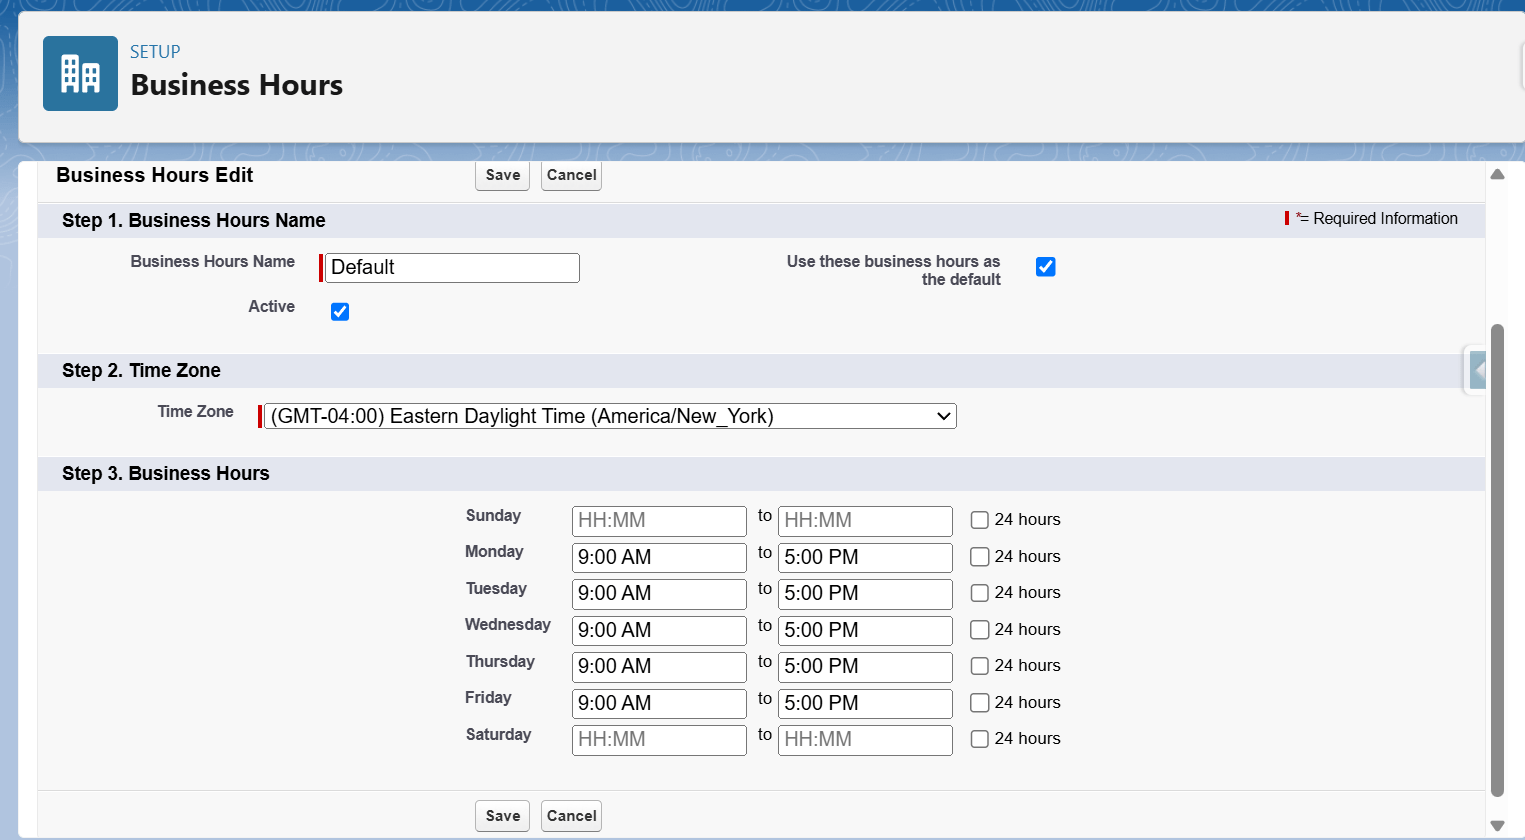 SETUP
Business Hours
Business Hours Edit Save Cancel
Step 1. Business Hours Name *= Required Information
Business Hours Name Default Use these business hours as
the default
Active
Step 2. Time Zone
Time Zone (GMT-04:00) Eastern Daylight Time (America/New_York)
Step 3. Business Hours
Sunday HH:MM to HH:MM 24 hours
Monday 9:00 AM to 5:00 PM 24 hours
Tuesday 9:00 AM to 5:00 PM 24 hours
Wednesday 9:00 AM to 5:00 PM 24 hours
Thursday 9:00 AM to 5:00 PM 24 hours
Friday 9:00 AM to 5:00 PM 24 hours
Saturday HH:MM to HH:MM 24 hours
Save Cancel